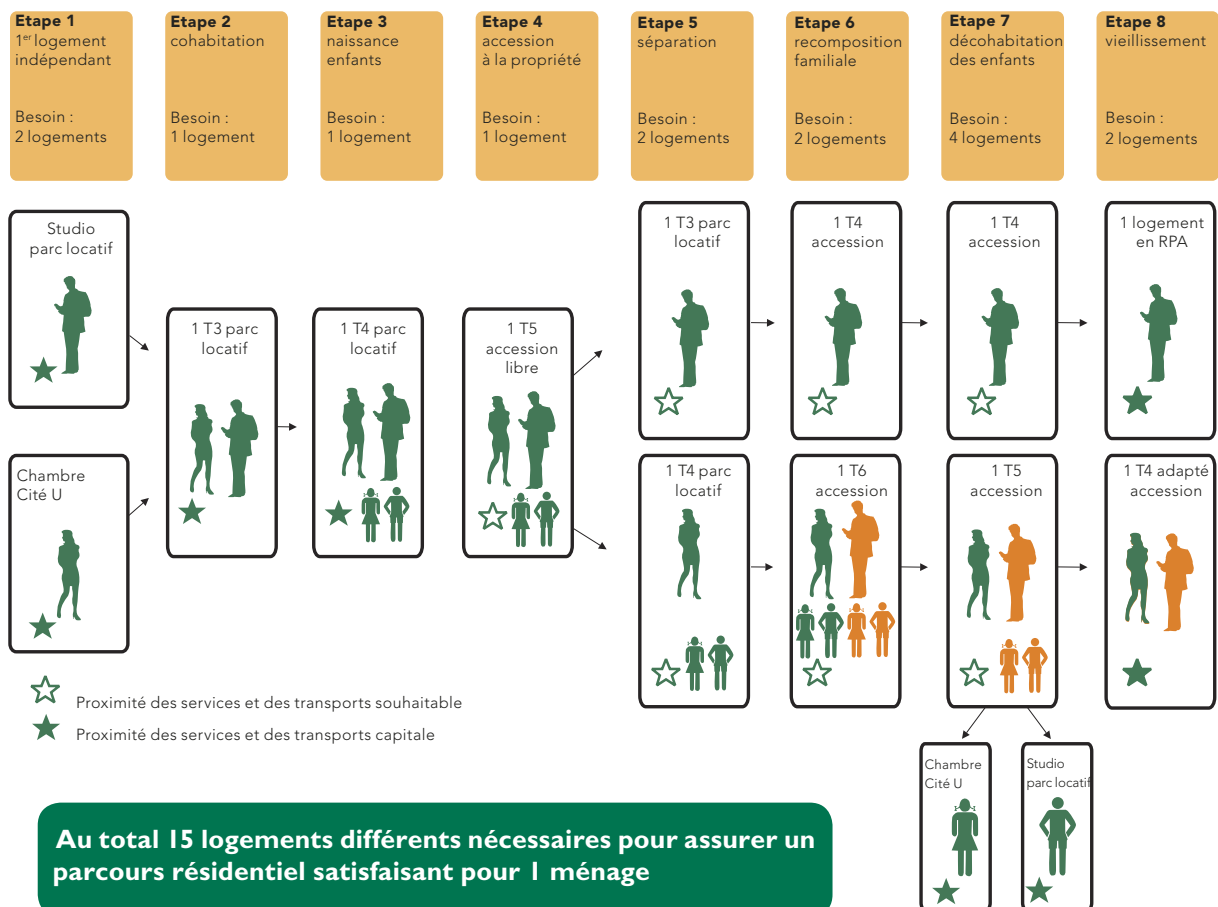 Etape 1
1er logement
indépendant
Besoin :
2 logements
Etape 2
cohabitation
Besoin :
1 logement
Etape 3
naissance
enfants
Besoin :
1 logement
Etape 4
accession
à la propriété
Besoin :
1 logement
Etape 5
séparation
Besoin :
2 logements
Etape 6
recomposition
familiale
Besoin :
2 logements
Etape 7
décohabitation
des enfants
Besoin :
4 logements
Etape 8
vieillissement
Besoin :
2 logements
Studio
parc locatif
Chambre
Cité U
1 T3 parc
locatif
1 T4 parc
locatif
1 T5
accession
libre
1 T3 parc
locatif
1 T4
accession
1 T4
accession
1 logement
en RPA
1 T4 parc
locatif
1 T6
accession
1 T5
accession
1 T4 adapté
accession
Chambre
Cité U
Studio
parc locatif
Proximité des services et des transports souhaitable
Proximité des services et des transports capitale
Au total 15 logements différents nécessaires pour assurer un
parcours résidentiel satisfaisant pour 1 ménage